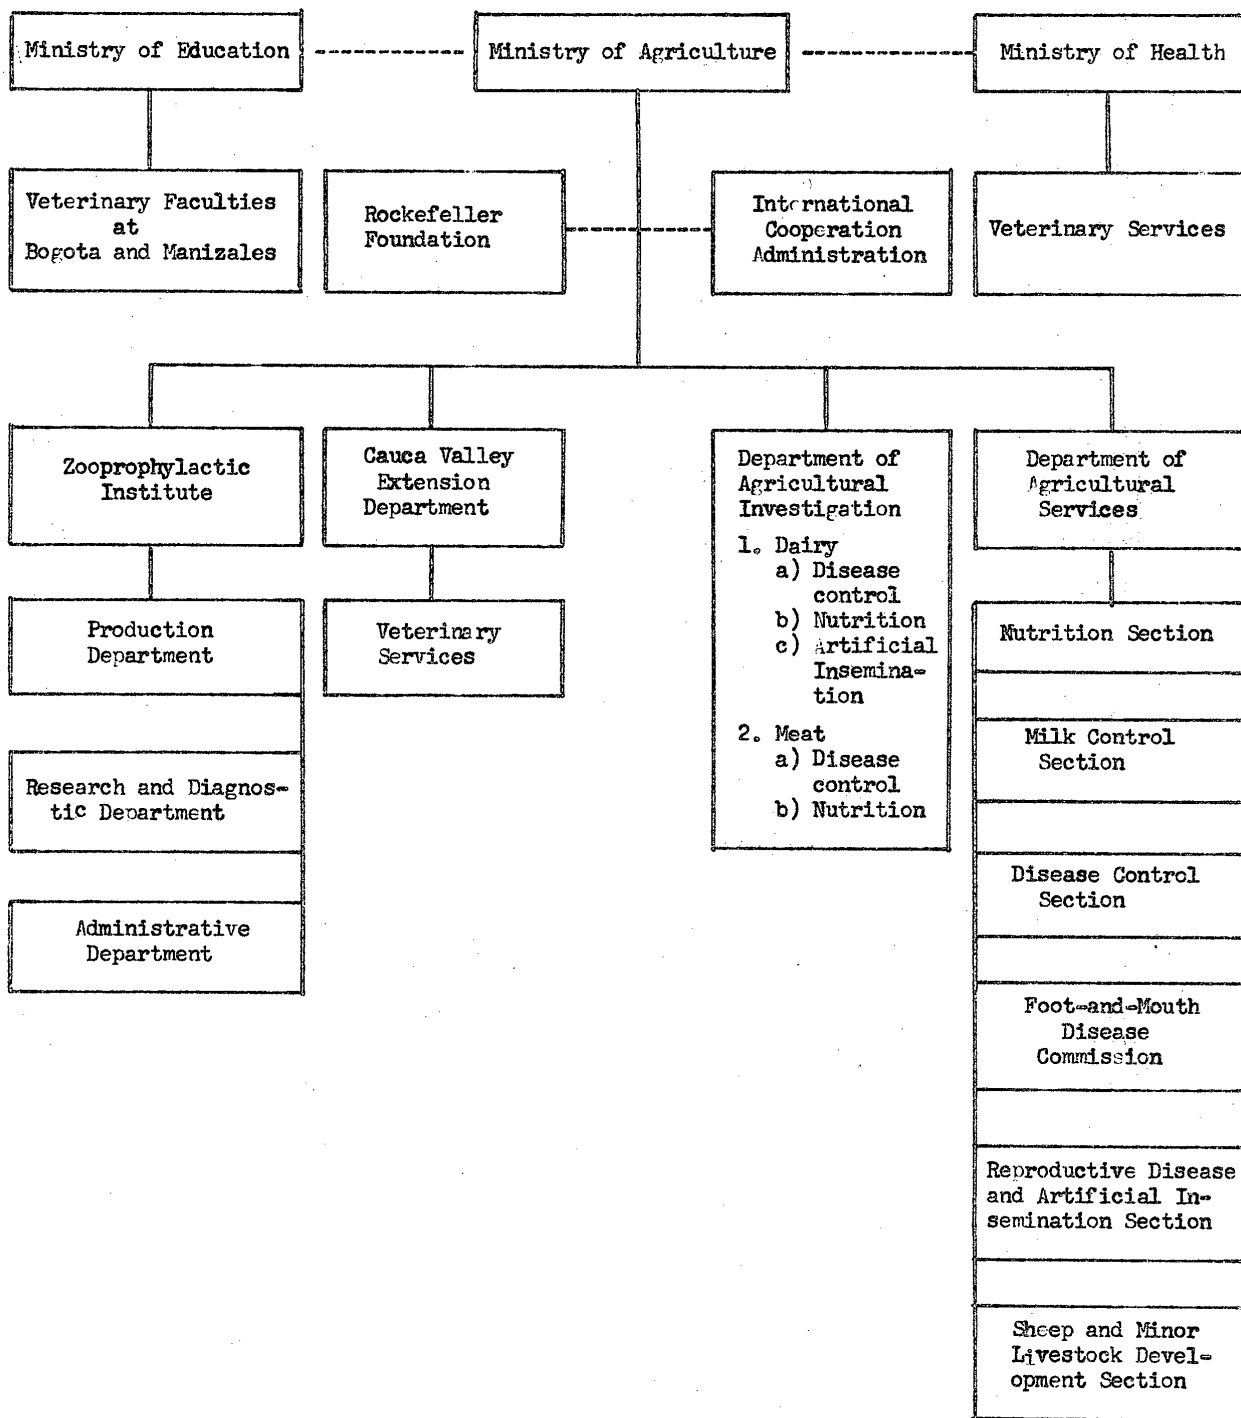 Ministry of Education
Ministry of Agriculture
Ministry of Health
Veterinary Faculties
at
Bogota and Manizales
Rockefeller
Foundation
International
Cooperation
Administration
Veterinary Services
Zooprophylactic
Institute
Cauca Valley
Extension
Department
Department of
Agricultural
Investigation
1. Dairy
a) Disease
control
b) Nutrition
c) Artificial
Insemina-
tion
2. Meat
a) Disease
control
b) Nutrition
Department of
Agricultural
Services
Production
Department
Veterinary
Services
Nutrition Section
Research and Diagnos-
tic Department
Milk Control
Section
Administrative
Department
Disease Control
Section
Foot-and-Mouth
Disease
Commission
Reproductive Disease
and Artificial In-
semination Section
Sheep and Minor
Livestock Devel-
opment Section